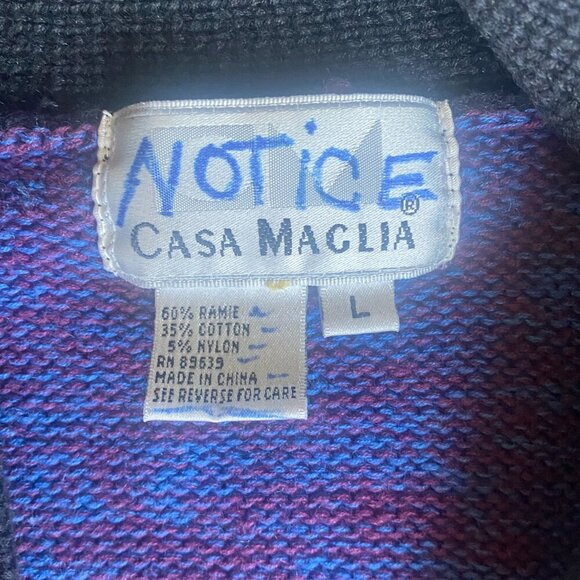 NOTICE
CASA MAGLIA®
L
60% RAMIE
35% COTTON
5% NYLON
RN 89639
MADE IN CHINA
SEE REVERSE FOR CARE